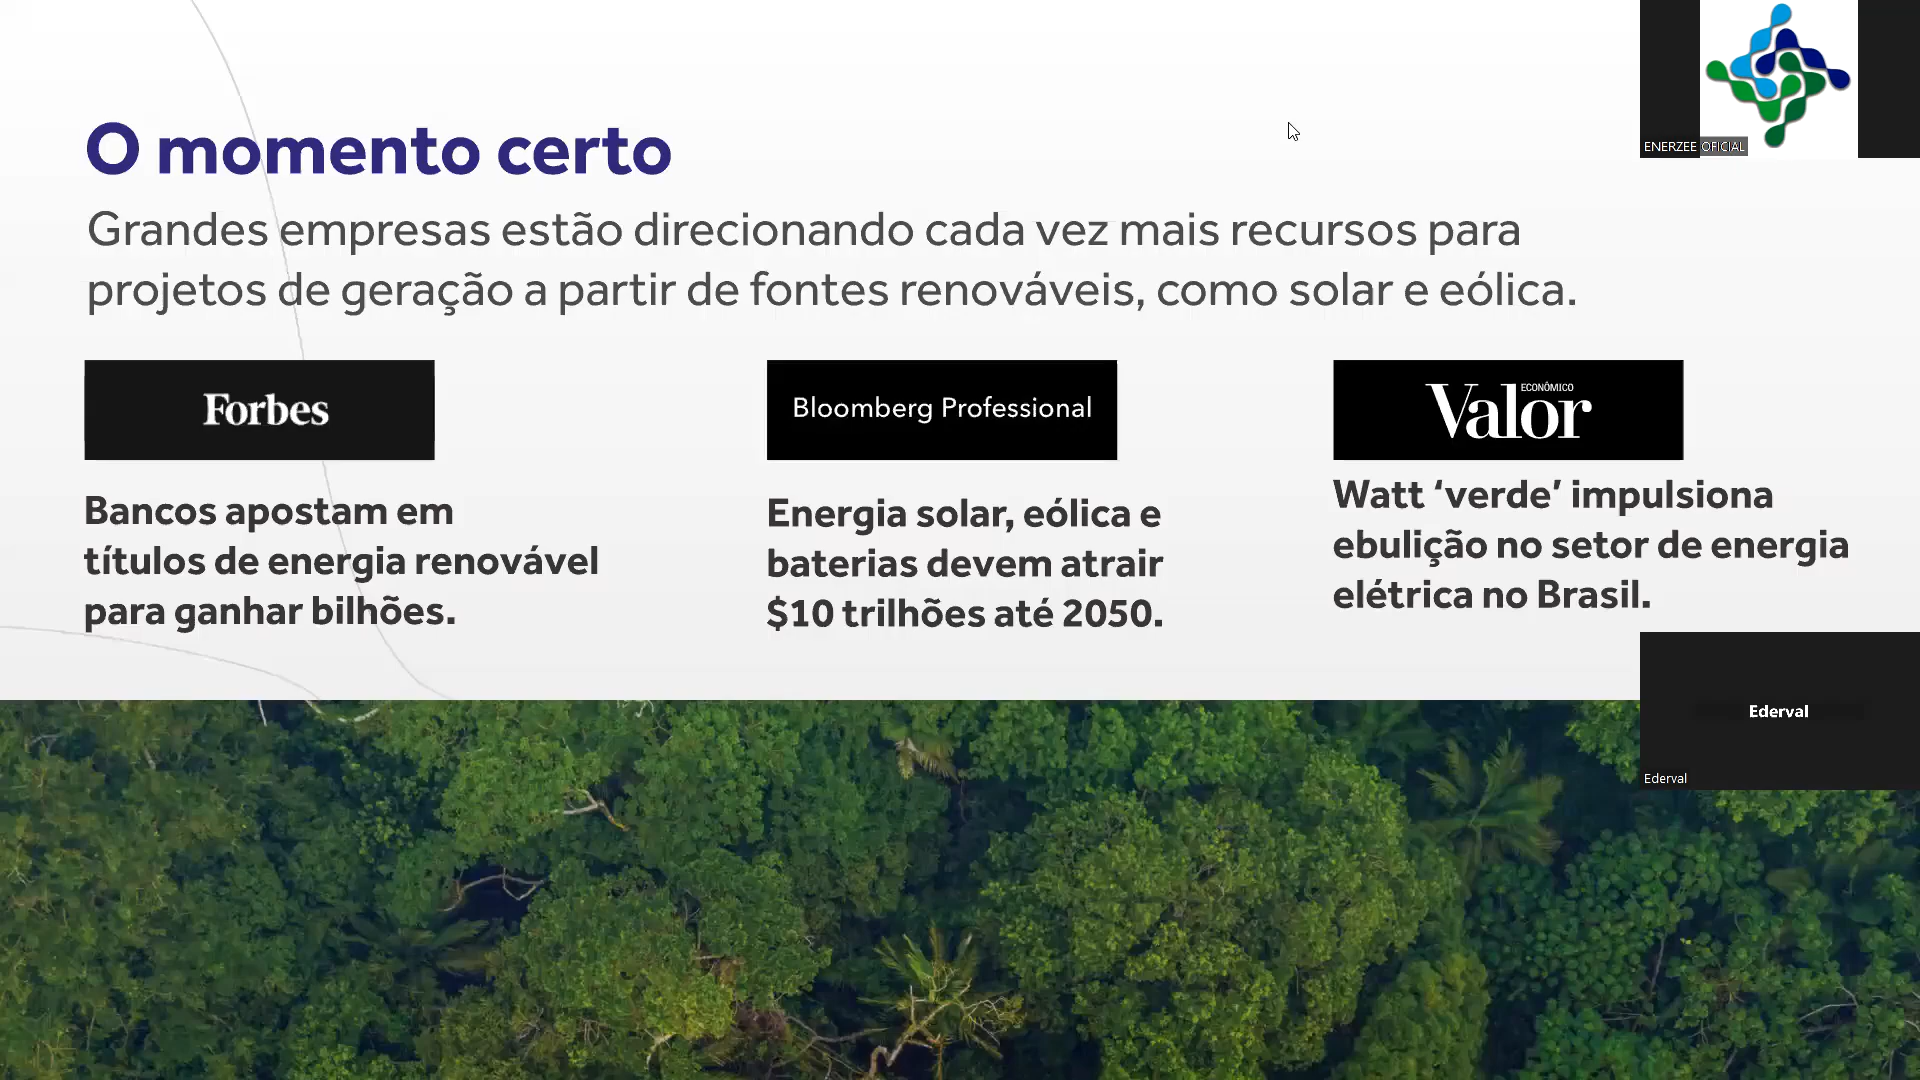 O momento certo
Grandes empresas estão direcionando cada vez mais recursos para
projetos de geração a partir de fontes renováveis, como solar e eólica.
Forbes
Bancos apostam em
títulos de energia renovável
para ganhar bilhões.
Bloomberg Professional
Energia solar, eólica e
baterias devem atrair
$10 trilhões até 2050.
Valor ECONÔMICO
Watt ‘verde’ impulsiona
ebulição no setor de energia
elétrica no Brasil.
ENERZEE OFICIAL
Ederval
Ederval